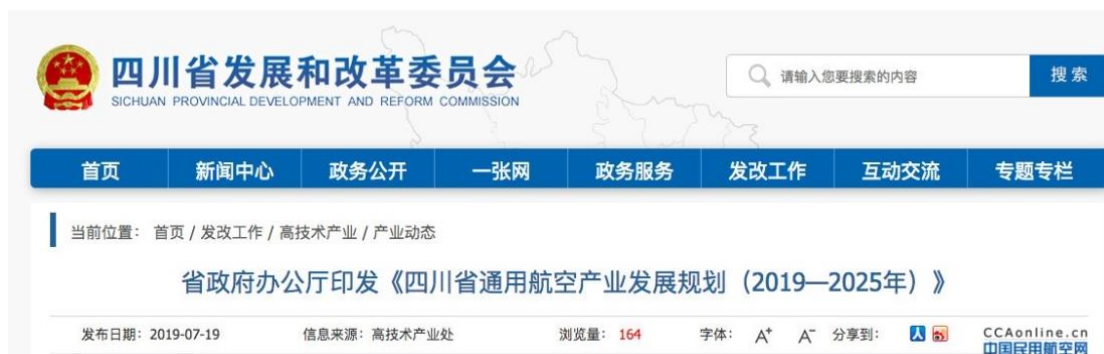 四川省发展和改革委员会
SICHUAN PROVINCIAL DEVELOPMENT AND REFORM COMMISSION
请输入您要搜索的内容
搜 索
首页 新闻中心 政务公开 一张网 政务服务 发改工作 互动交流 专题专栏
当前位置： 首页 / 发改工作 / 高技术产业 / 产业动态
省政府办公厅印发《四川省通用航空产业发展规划（2019—2025年）》
发布日期：2019-07-19 信息来源：高技术产业处 浏览量：164 字体： A⁺ A⁻ 分享到：
CCAonline.cn
中国民用航空网